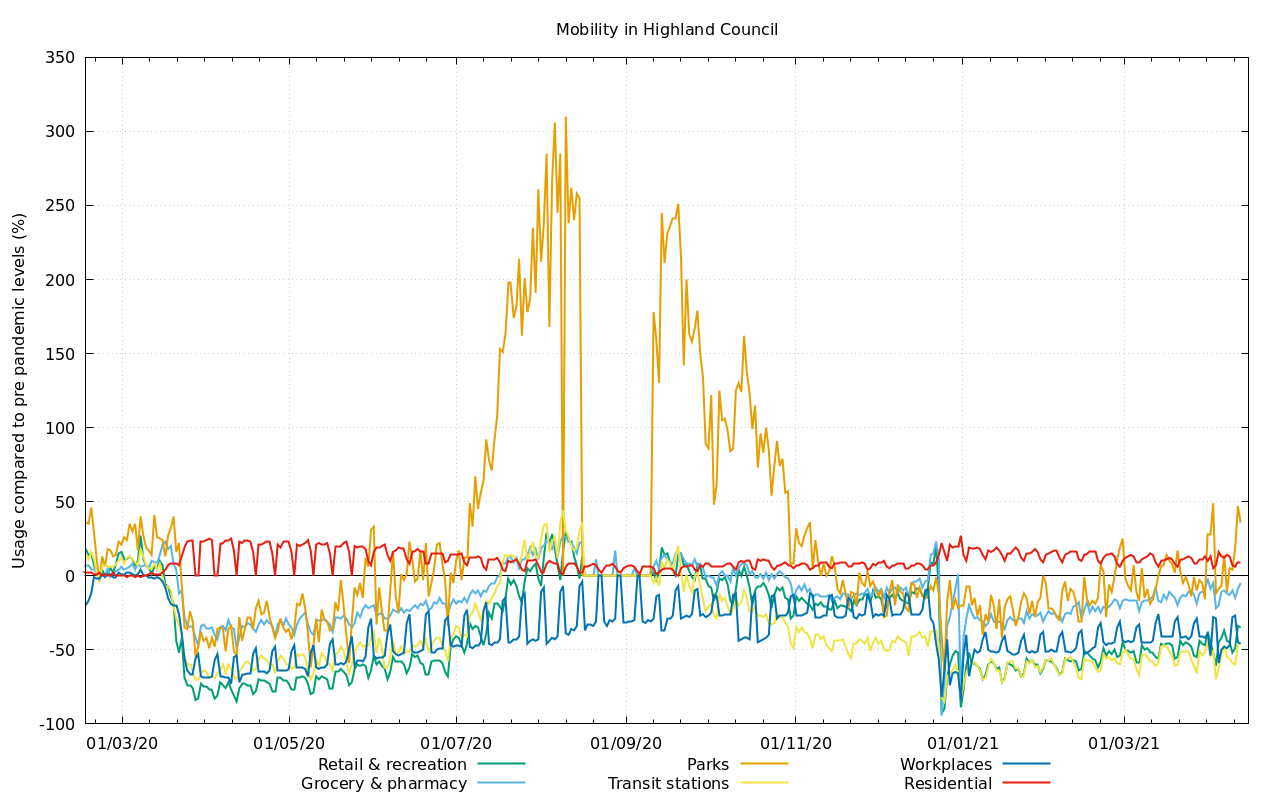 Mobility in Highland Council
Usage compared to pre pandemic levels (%)
350
300
250
200
150
100
50
0
-50
-100
01/03/20 01/05/20 01/07/20 01/09/20 01/11/20 01/01/21 01/03/21
Retail & recreation Parks Workplaces
Grocery & pharmacy Transit stations Residential